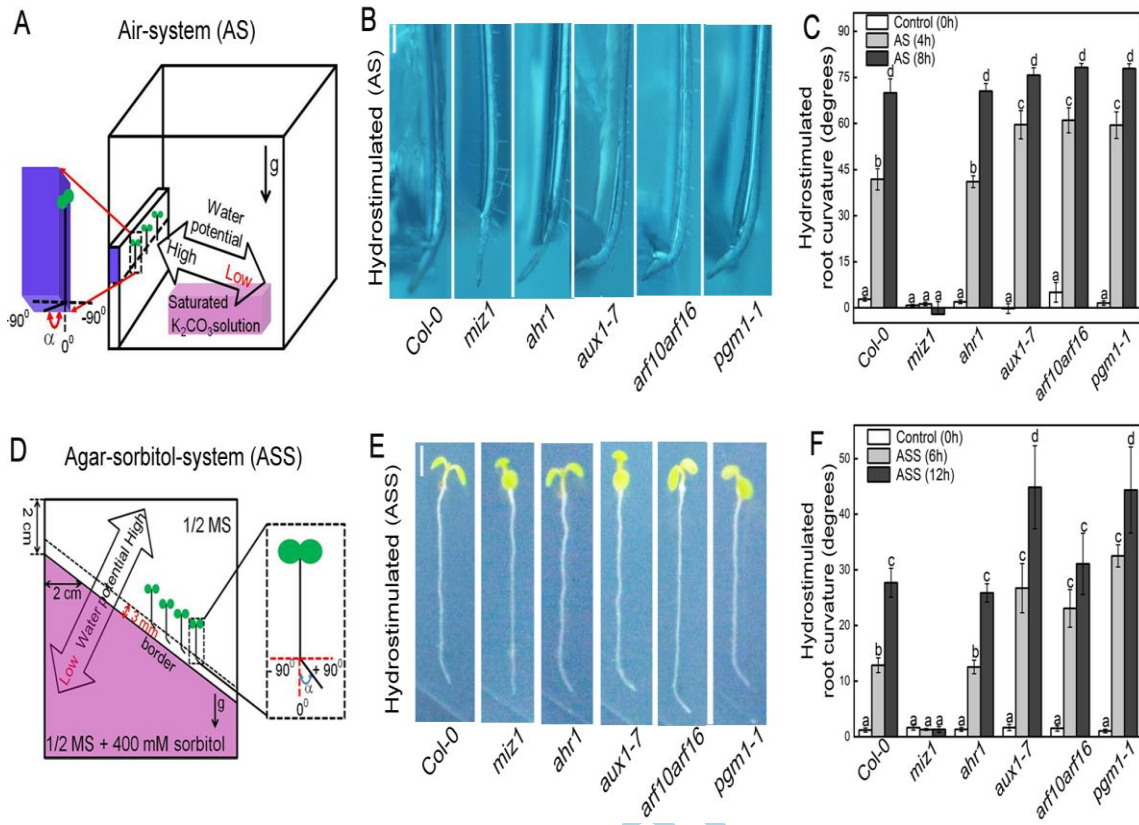 A
Air-system (AS)
g
Water
potential
High
Low
Saturated
K₂CO₃solution
·90⁰
-90⁰
α
0⁰
B
Hydrostimulated (AS)
Col-0
miz1
ahr1
aux1-7
arf10arf16
pgm1-1
C
Control (0h)
AS (4h)
AS (8h)
Hydrostimulated
root curvature (degrees)
90
75
60
45
30
15
0
a b d
a a a
a b d
a c d
a c d
a c d
Col-0
miz1
ahr1
aux1-7
arf10arf16
pgm1-1
D
Agar-sorbitol-system (ASS)
2 cm
1/2 MS
2 cm
Low Water potential High
3 mm
border
g
1/2 MS + 400 mM sorbitol
- 90⁰
+ 90⁰
α
0⁰
E
Hydrostimulated (ASS)
Col-0
miz1
ahr1
aux1-7
arf10arf16
pgm1-1
F
Control (0h)
ASS (6h)
ASS (12h)
Hydrostimulated
root curvature (degrees)
50
40
30
20
10
0
a b c
a a a
a c c
a c d
a c c
a c d
Col-0
miz1
ahr1
aux1-7
arf10arf16
pgm1-1